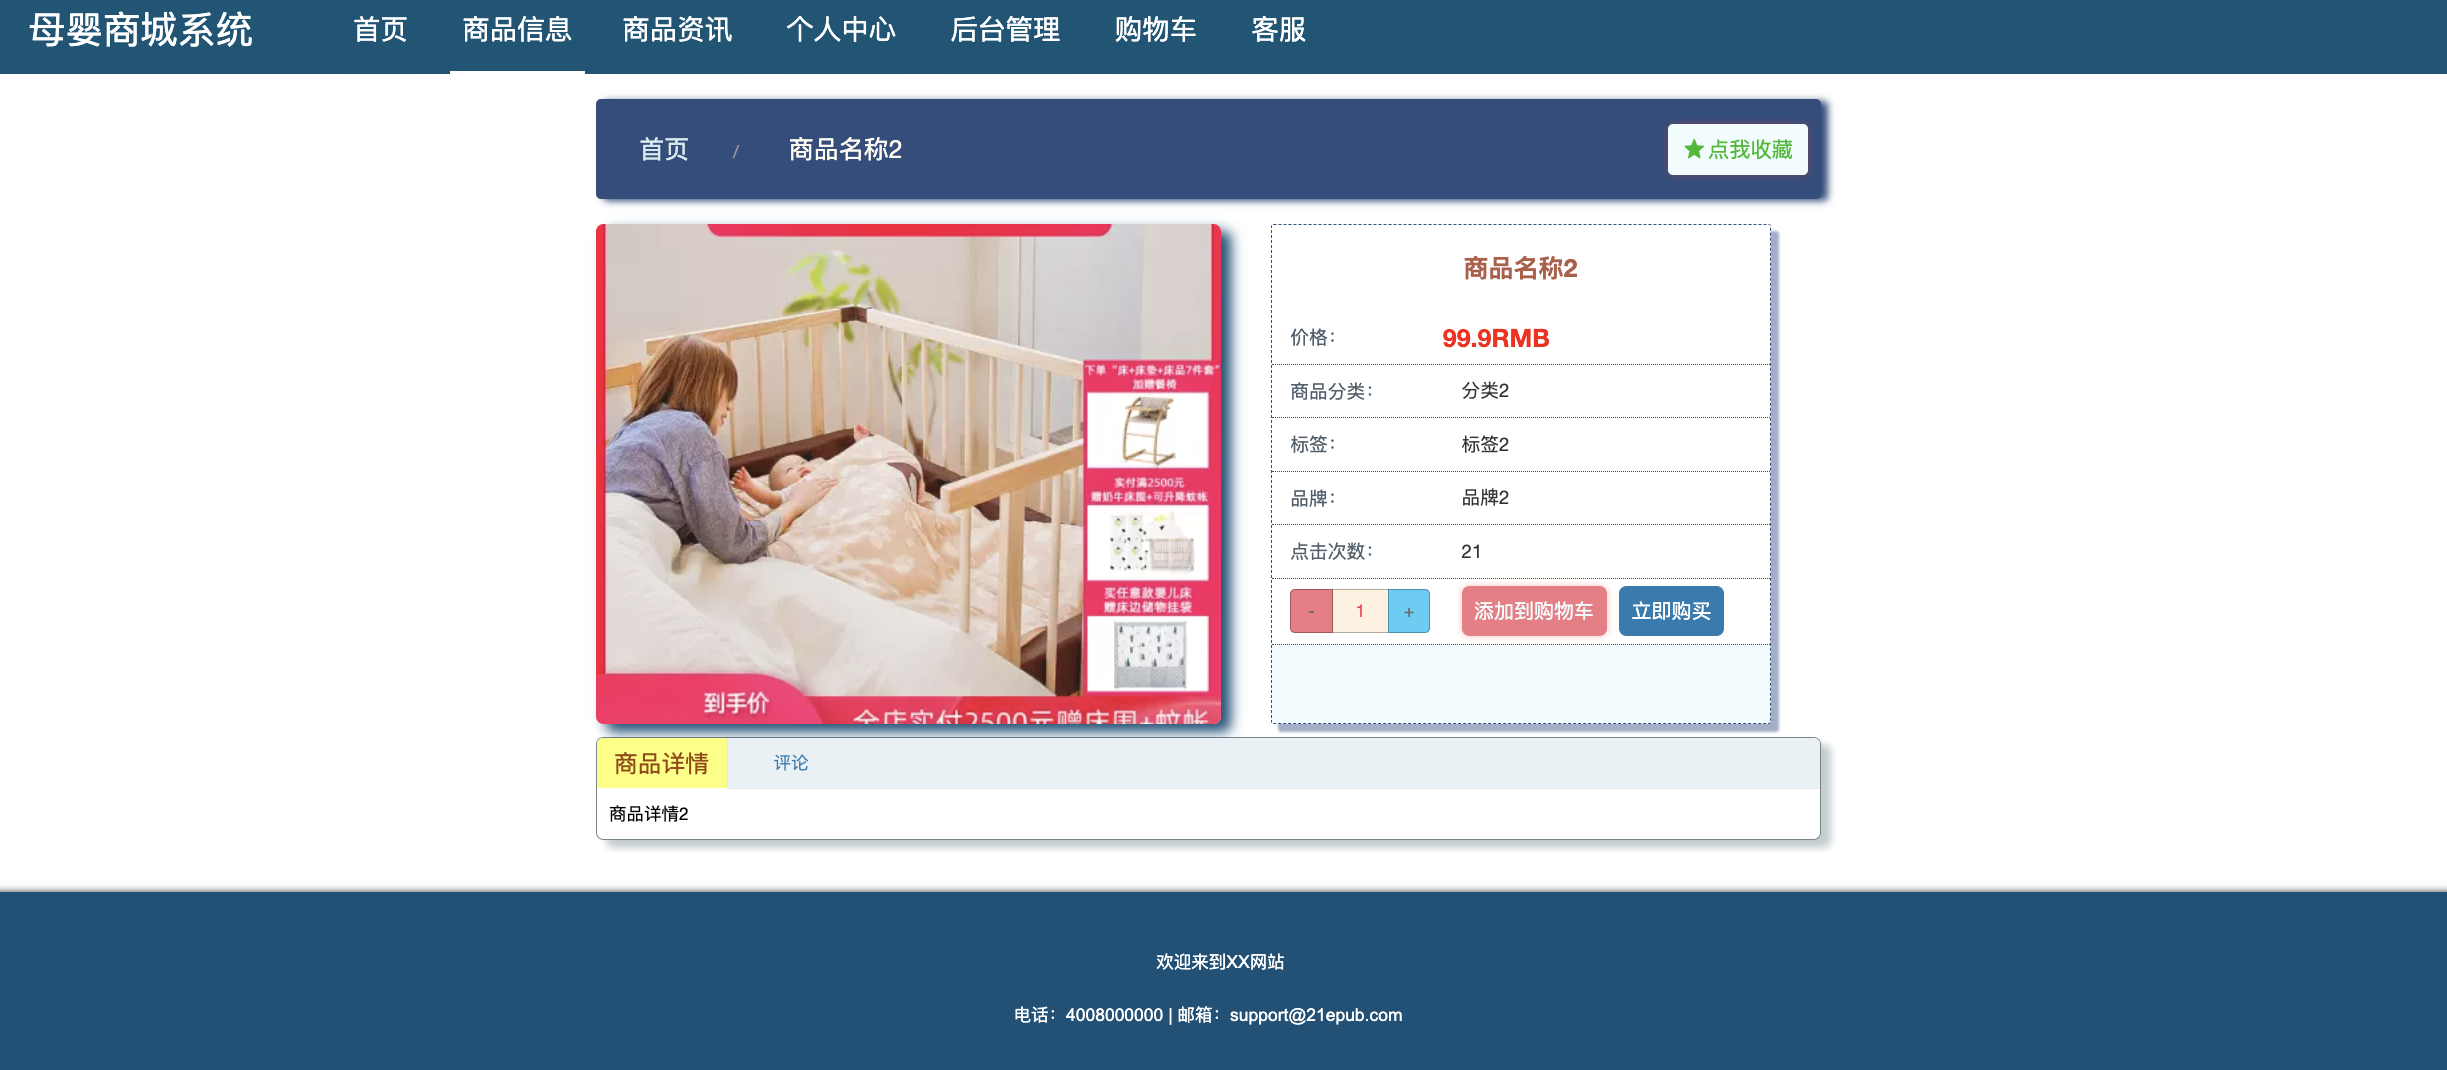 母婴商城系统 首页 商品信息 商品资讯 个人中心 后台管理 购物车 客服
首页 / 商品名称2
★ 点我收藏
下单“床+床垫+床品7件套”
加赠餐椅
实付满2500元
赠奶牛床围+可升降蚊帐
买任意款婴儿床
赠床边储物挂袋
到手价
全店实付2500元赠床围+蚊帐
商品名称2
价格： 99.9RMB
商品分类： 分类2
标签： 标签2
品牌： 品牌2
点击次数： 21
- 1 + 添加到购物车 立即购买
商品详情 评论
商品详情2
欢迎来到XX网站
电话：4008000000 | 邮箱：support@21epub.com